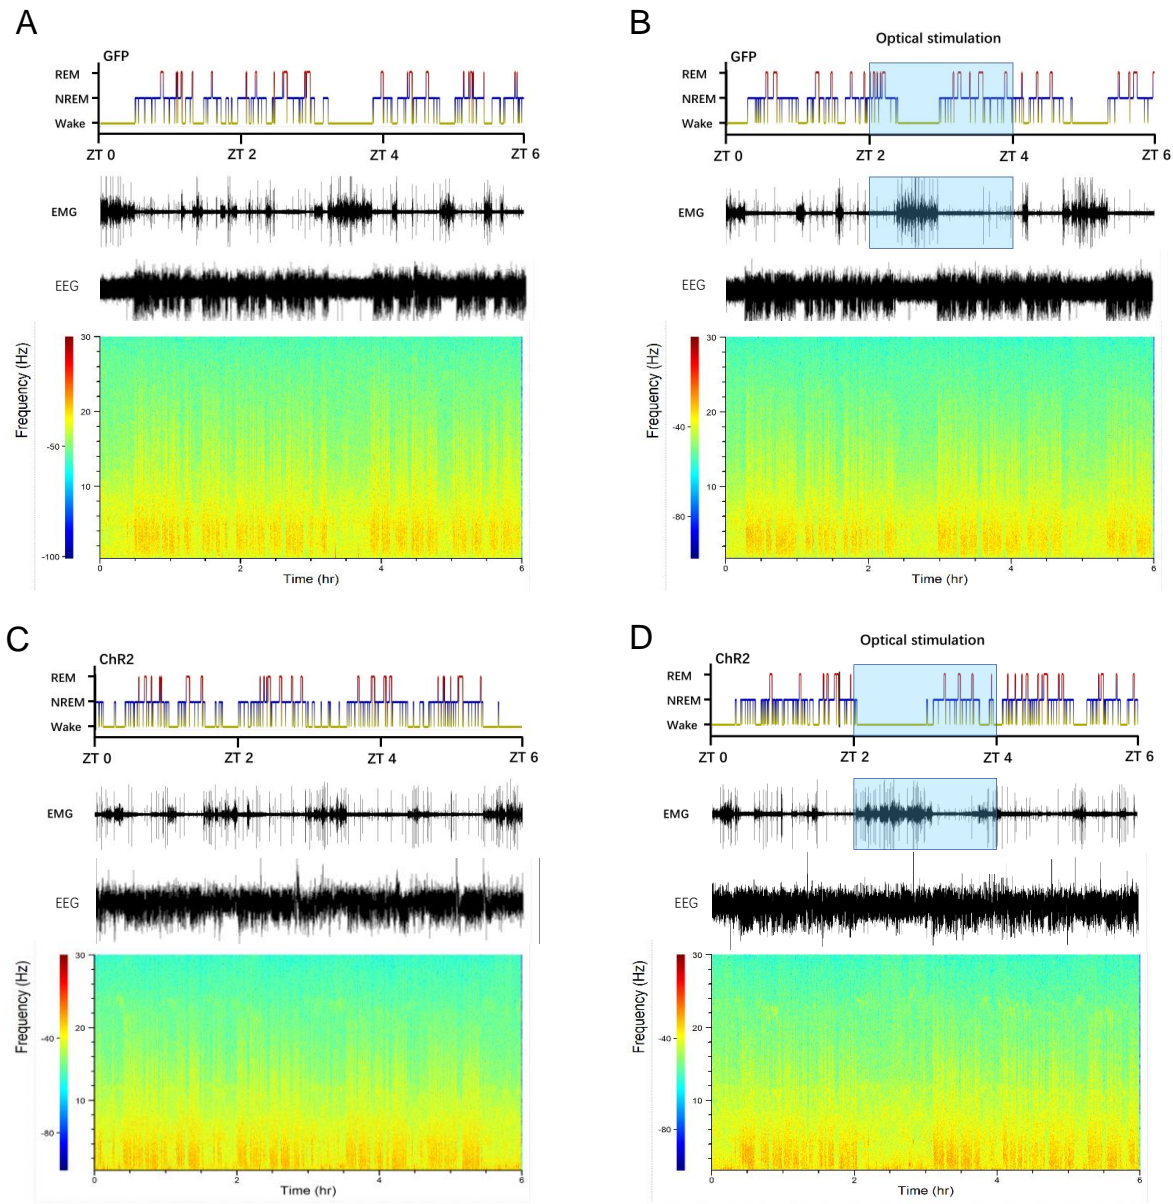 A
GFP
REM
NREM
Wake
ZT 0
ZT 2
ZT 4
ZT 6
EMG
EEG
Frequency (Hz)
-50
-100
30
20
10
0
2
4
6
Time (hr)
B
Optical stimulation
GFP
REM
NREM
Wake
ZT 0
ZT 2
ZT 4
ZT 6
EMG
EEG
Frequency (Hz)
-40
-80
30
20
10
0
2
4
6
Time (hr)
C
ChR2
REM
NREM
Wake
ZT 0
ZT 2
ZT 4
ZT 6
EMG
EEG
Frequency (Hz)
-40
-80
30
20
10
0
2
4
6
Time (hr)
D
Optical stimulation
ChR2
REM
NREM
Wake
ZT 0
ZT 2
ZT 4
ZT 6
EMG
EEG
Frequency (Hz)
-40
-80
30
20
10
0
2
4
6
Time (hr)